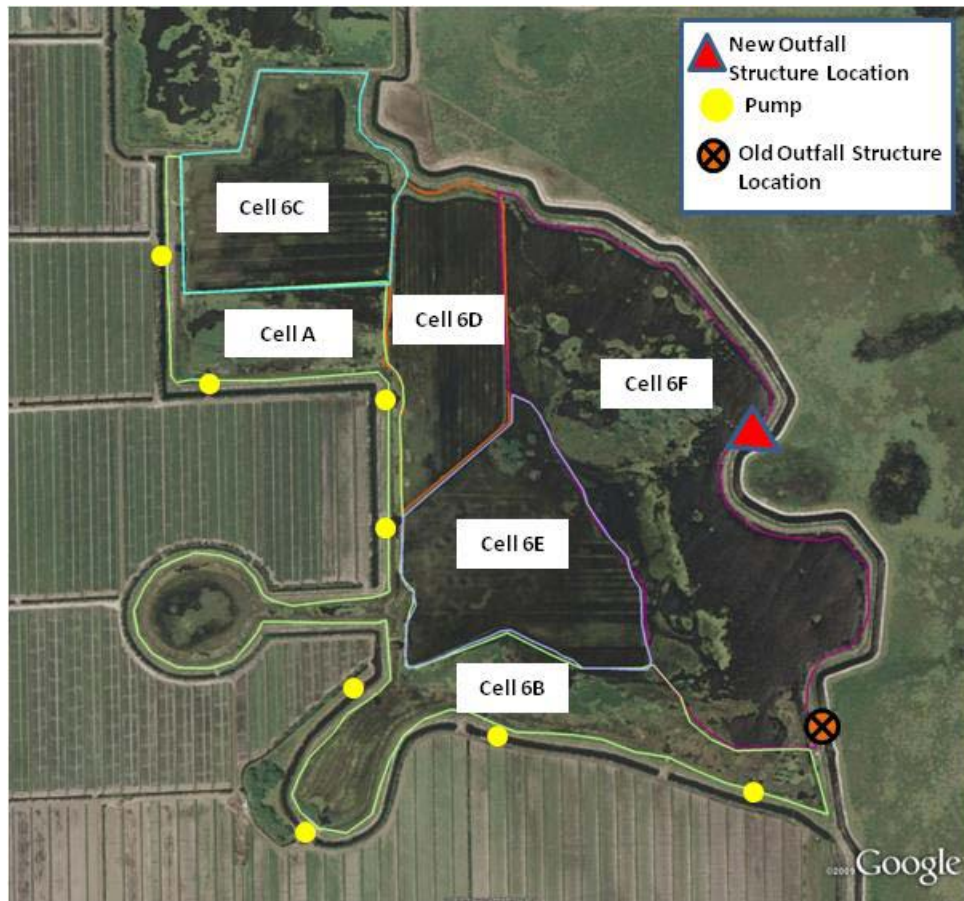 New Outfall
Structure Location
Pump
Old Outfall Structure
Location
Cell 6C
Cell A
Cell 6D
Cell 6F
Cell 6E
Cell 6B
©2009 Google